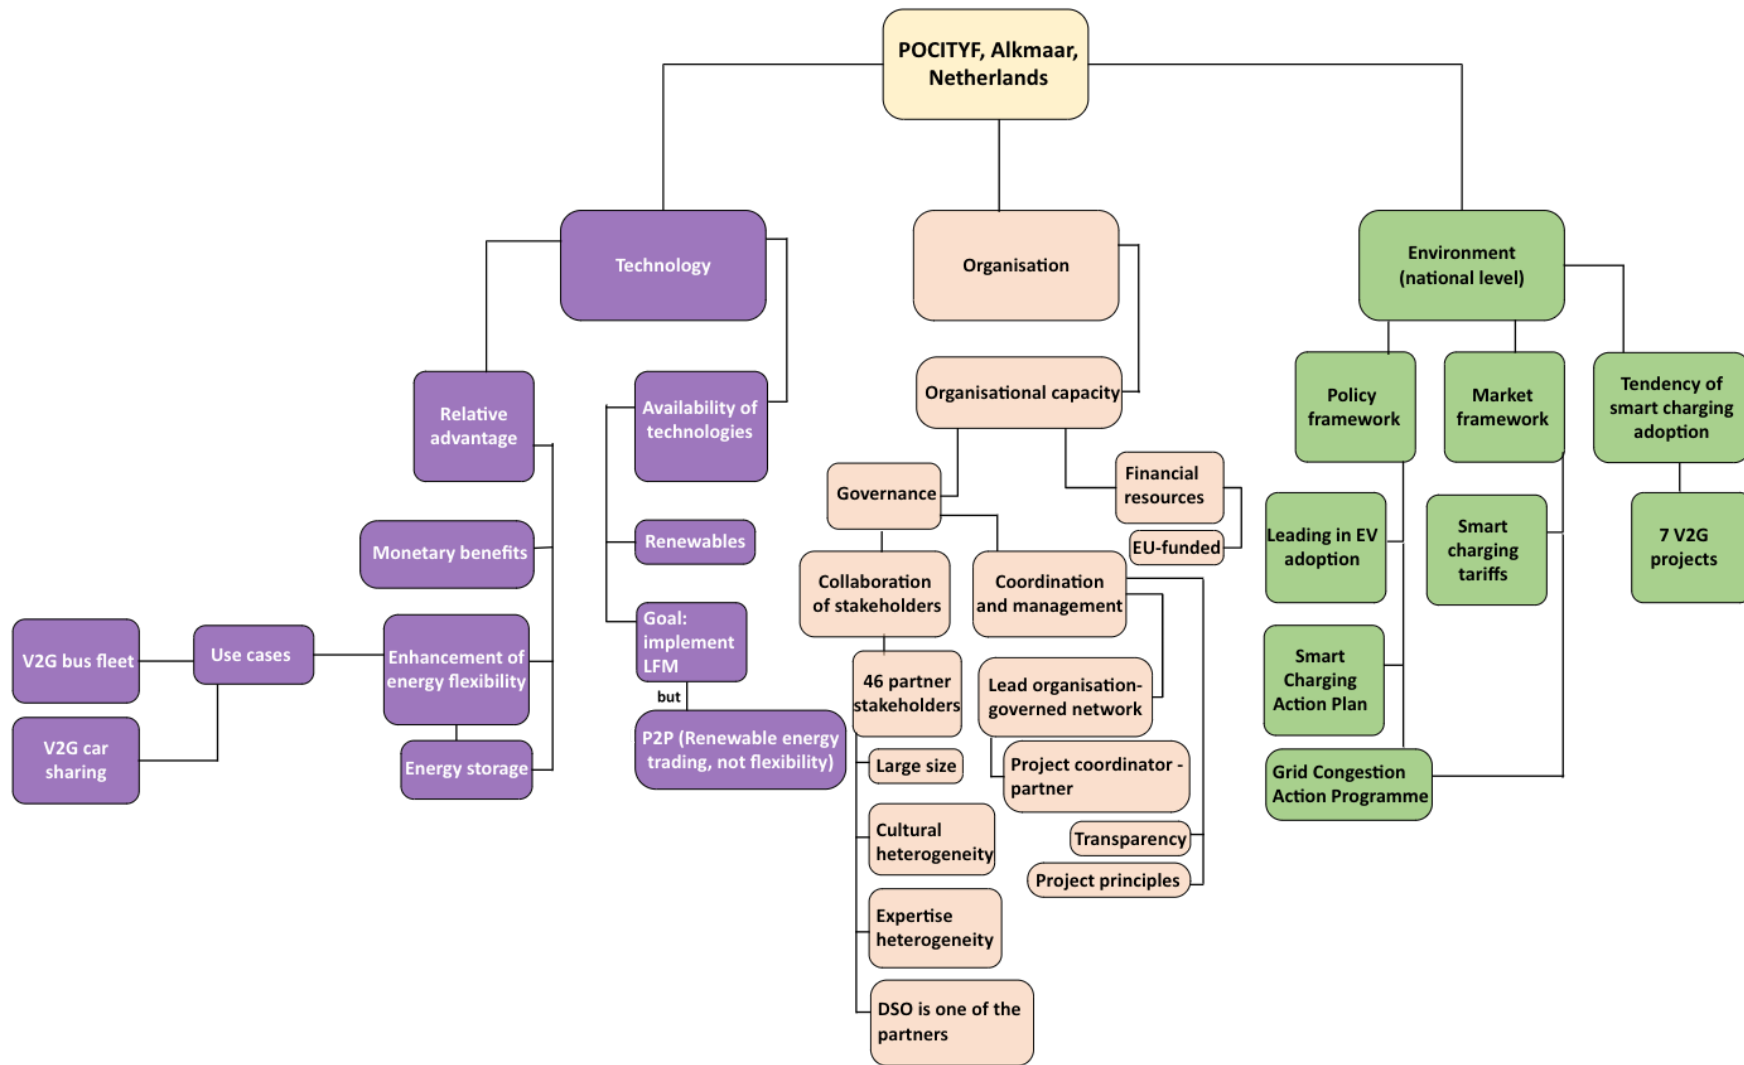 POCITYF, Alkmaar,
Netherlands
Technology
Organisation
Environment
(national level)
Relative
advantage
Availability of
technologies
Organisational capacity
Policy
framework
Market
framework
Tendency of
smart charging
adoption
Governance
Financial
resources
Monetary benefits
Renewables
EU-funded
Leading in EV
adoption
Smart
charging
tariffs
7 V2G
projects
Collaboration
of stakeholders
Coordination
and management
V2G bus fleet
Use cases
Enhancement of
energy flexibility
Goal:
implement
LFM
but
46 partner
stakeholders
Lead organisation-
governed network
Smart
Charging
Action Plan
V2G car
sharing
Energy storage
P2P (Renewable energy
trading, not flexibility)
Large size
Project coordinator -
partner
Grid Congestion
Action Programme
Cultural
heterogeneity
Transparency
Project principles
Expertise
heterogeneity
DSO is one of the
partners